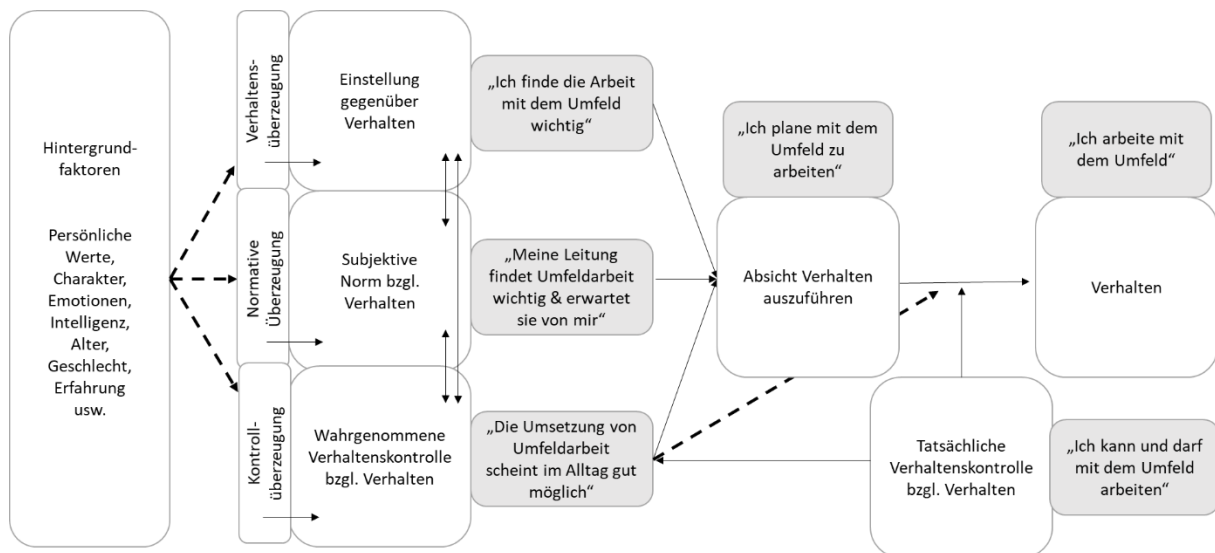 Hintergrund-
faktoren
Persönliche
Werte,
Charakter,
Emotionen,
Intelligenz,
Alter,
Geschlecht,
Erfahrung
usw.
Verhaltens-
überzeugung
Einstellung
gegenüber
Verhalten
„Ich finde die Arbeit
mit dem Umfeld
wichtig“
Normative
Überzeugung
Subjektive
Norm bzgl.
Verhalten
„Meine Leitung
findet Umfeldarbeit
wichtig & erwartet
sie von mir“
Kontroll-
überzeugung
Wahrgenommene
Verhaltenskontrolle
bzgl. Verhalten
„Die Umsetzung von
Umfeldarbeit
scheint im Alltag gut
möglich“
„Ich plane mit dem
Umfeld zu
arbeiten“
Absicht Verhalten
auszuführen
„Ich arbeite mit
dem Umfeld“
Verhalten
Tatsächliche
Verhaltenskontrolle
bzgl. Verhalten
„Ich kann und darf
mit dem Umfeld
arbeiten“